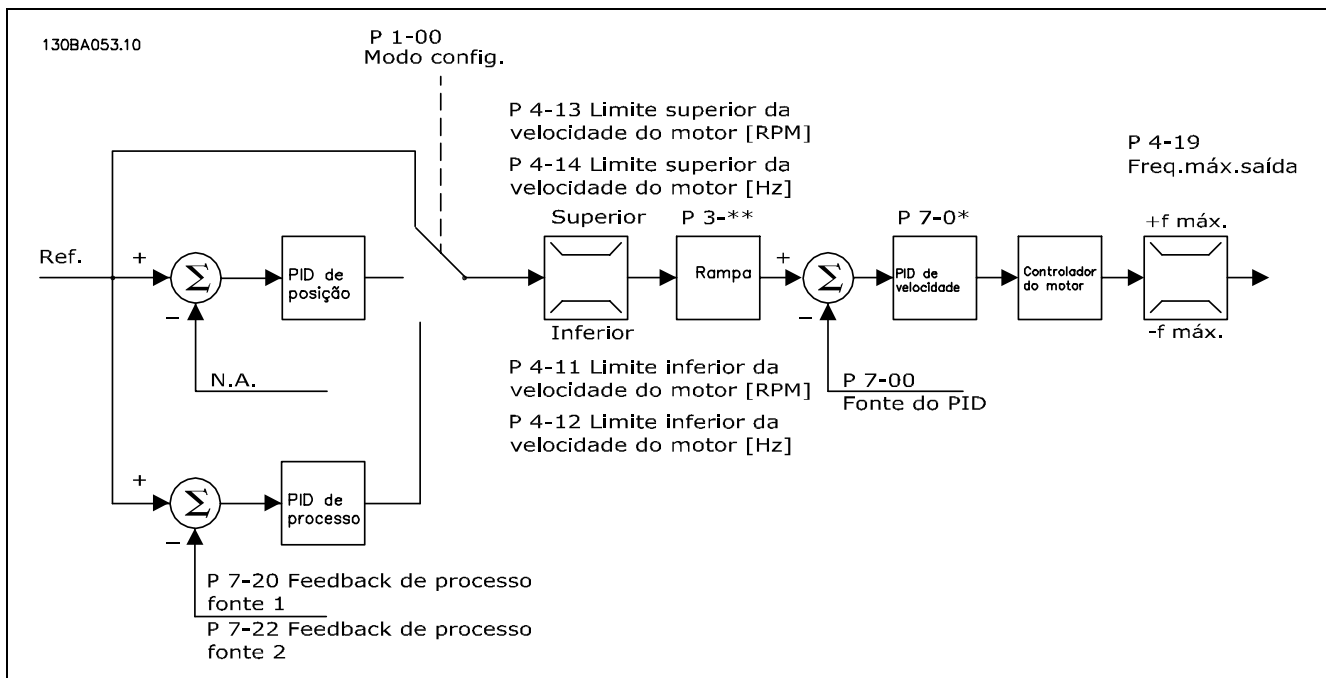 130BA053.10
P 1-00
Modo config.
P 4-13 Limite superior da
velocidade do motor [RPM]
P 4-14 Limite superior da
velocidade do motor [Hz]
P 4-19
Freq.máx.saída
Superior
P 3-**
P 7-0*
+f máx.
Ref.
+
Σ
PID de
posição
−
N.A.
Rampa
+
Σ
−
PID de
velocidade
Controlador
do motor
Inferior
-f máx.
P 4-11 Limite inferior da
velocidade do motor [RPM]
P 4-12 Limite inferior da
velocidade do motor [Hz]
P 7-00
Fonte do PID
+
Σ
−
PID de
processo
P 7-20 Feedback de processo
fonte 1
P 7-22 Feedback de processo
fonte 2